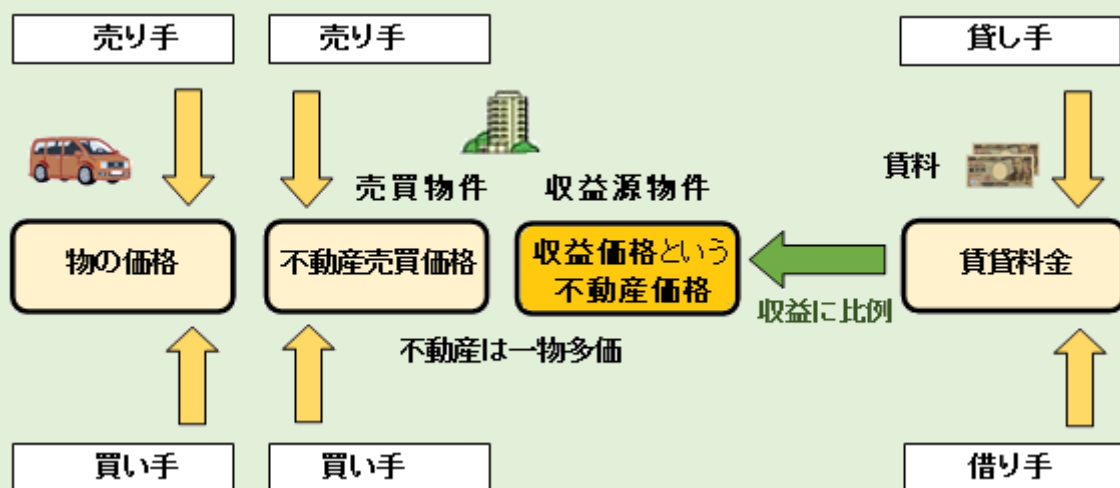 売り手
売り手
貸し手
賃料
売買物件
収益源物件
物の価格
不動産売買価格
収益価格という
不動産価格
賃貸料金
収益に比例
不動産は一物多価
買い手
買い手
借り手